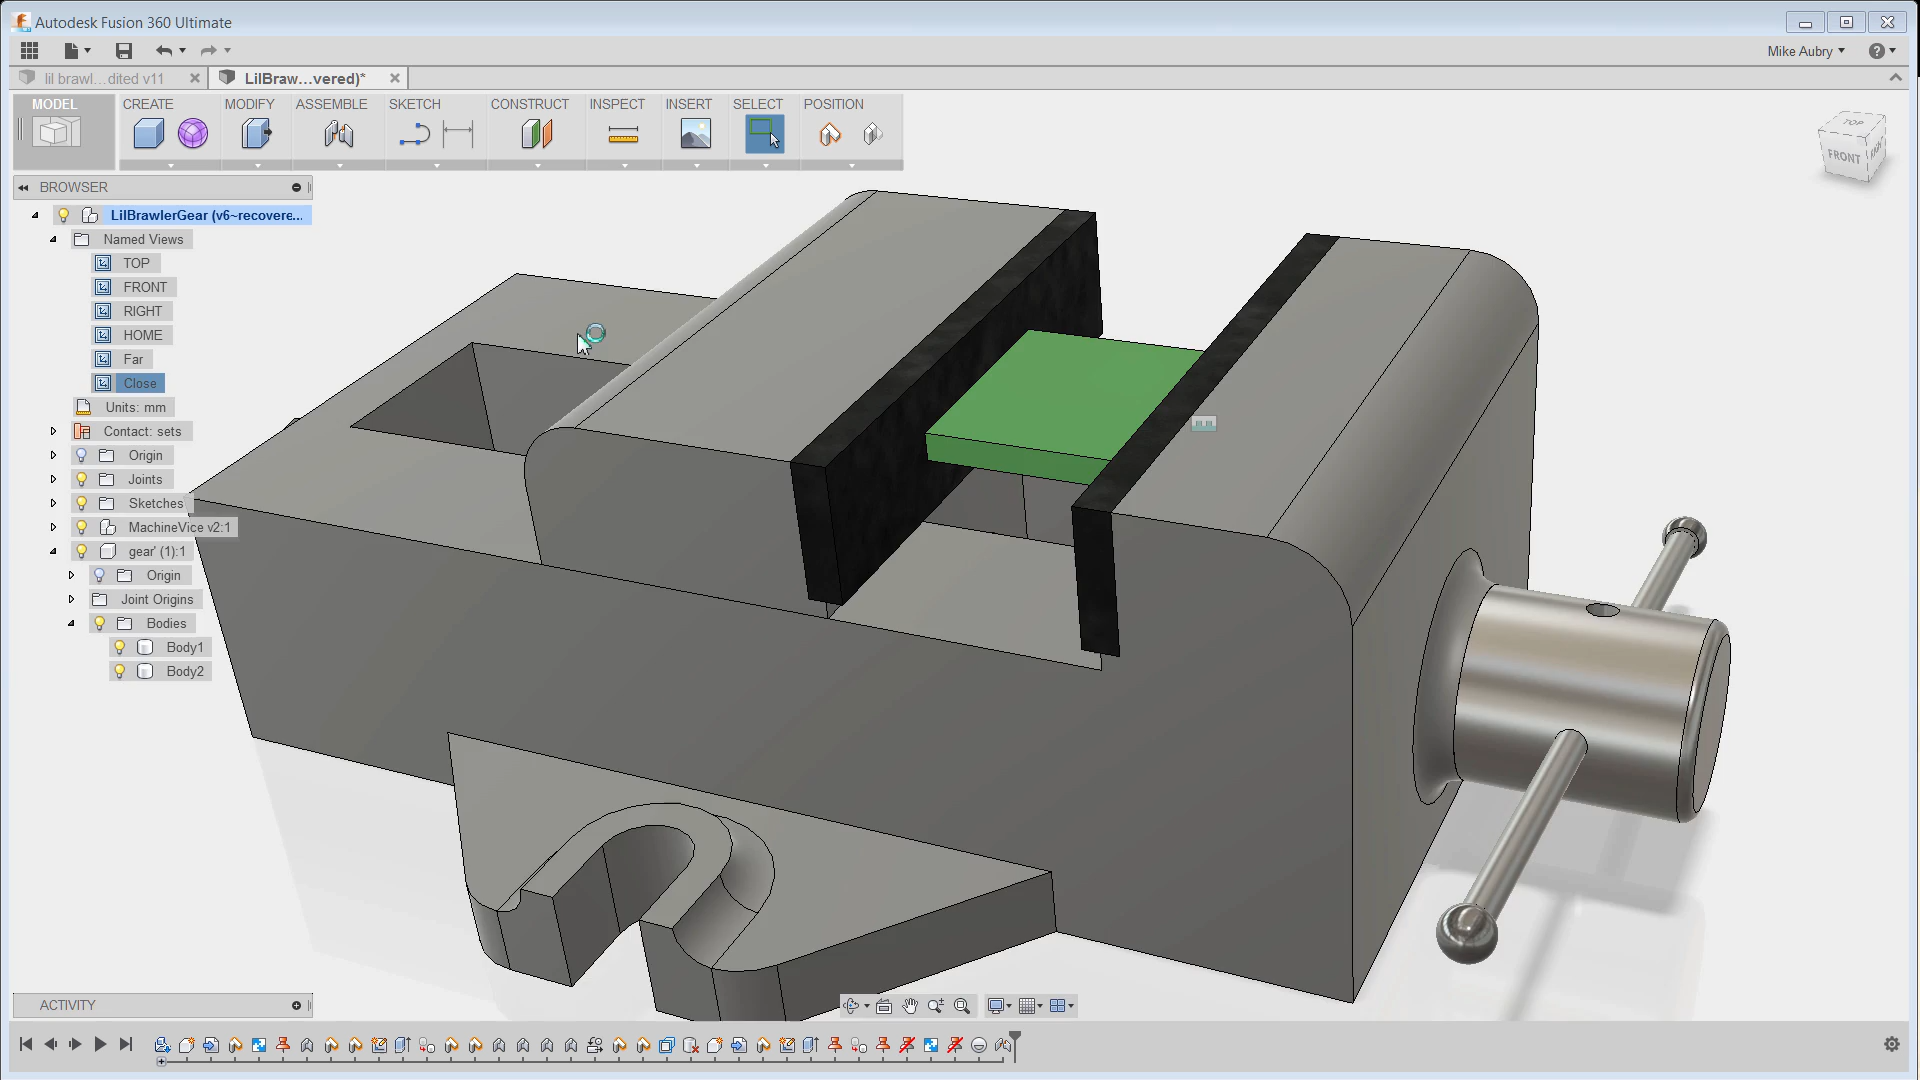 Autodesk Fusion 360 Ultimate
Mike Aubry
lil brawl...dited v11
LilBraw...vered)*
MODEL
CREATE
MODIFY
ASSEMBLE
SKETCH
CONSTRUCT
INSPECT
INSERT
SELECT
POSITION
TOP
FRONT
BROWSER
LilBrawlerGear (v6~recovere...
Named Views
TOP
FRONT
RIGHT
HOME
Far
Close
Units: mm
Contact: sets
Origin
Joints
Sketches
MachineVice v2:1
gear' (1):1
Origin
Joint Origins
Bodies
Body1
Body2
ACTIVITY